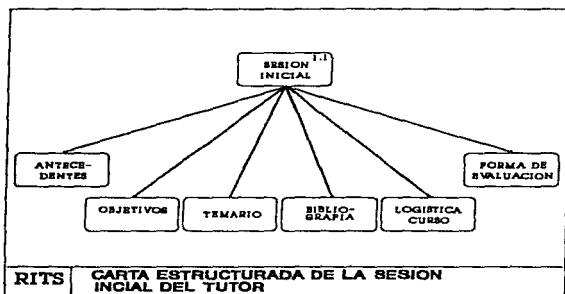 1.1
SESION
INICIAL
ANTECE-
DENTES
FORMA DE
EVALUACION
OBJETIVOS
TEMARIO
BIBLIO-
GRAFIA
LOGISTICA
CURSO
RITS
CARTA ESTRUCTURADA DE LA SESION
INCIAL DEL TUTOR